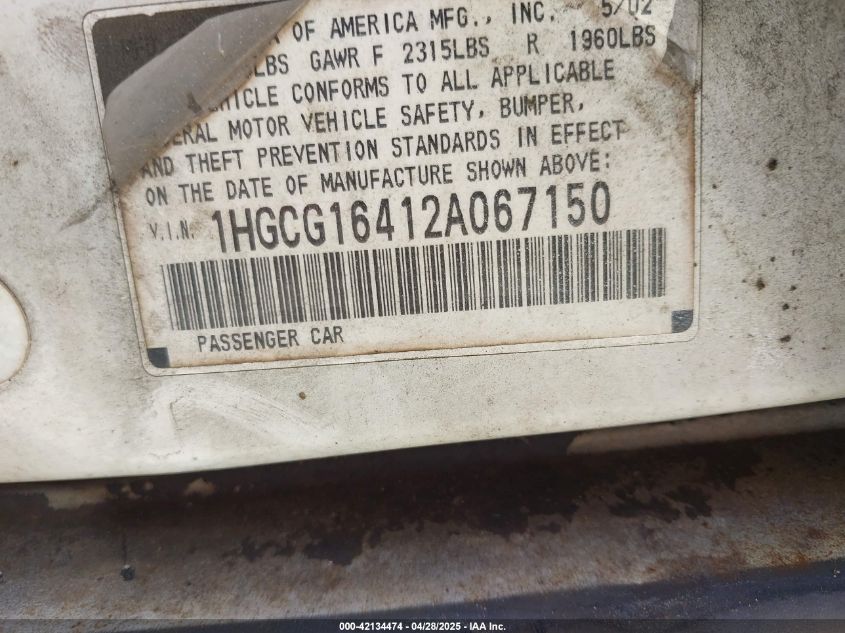 OF AMERICA MFG., INC. 5/02
LBS GAWR F 2315LBS R 1960LBS
CONFORMS TO ALL APPLICABLE
MOTOR VEHICLE SAFETY, BUMPER,
AND THEFT PREVENTION STANDARDS IN EFFECT
ON THE DATE OF MANUFACTURE SHOWN ABOVE:
V.I.N. 1HGCG16412A067150
PASSENGER CAR
000-42134474 - 04/28/2025 - IAA Inc.